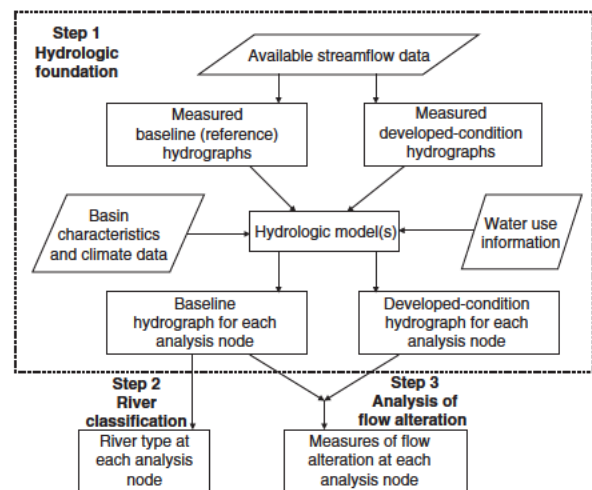 Step 1
Hydrologic
foundation
Available streamflow data
Measured
baseline (reference)
hydrographs
Measured
developed-condition
hydrographs
Basin
characteristics
and climate data
Hydrologic model(s)
Water use
information
Baseline
hydrograph for each
analysis node
Developed-condition
hydrograph for each
analysis node
Step 2
River
classification
Step 3
Analysis of
flow alteration
River type at
each analysis
node
Measures of flow
alteration at each
analysis node